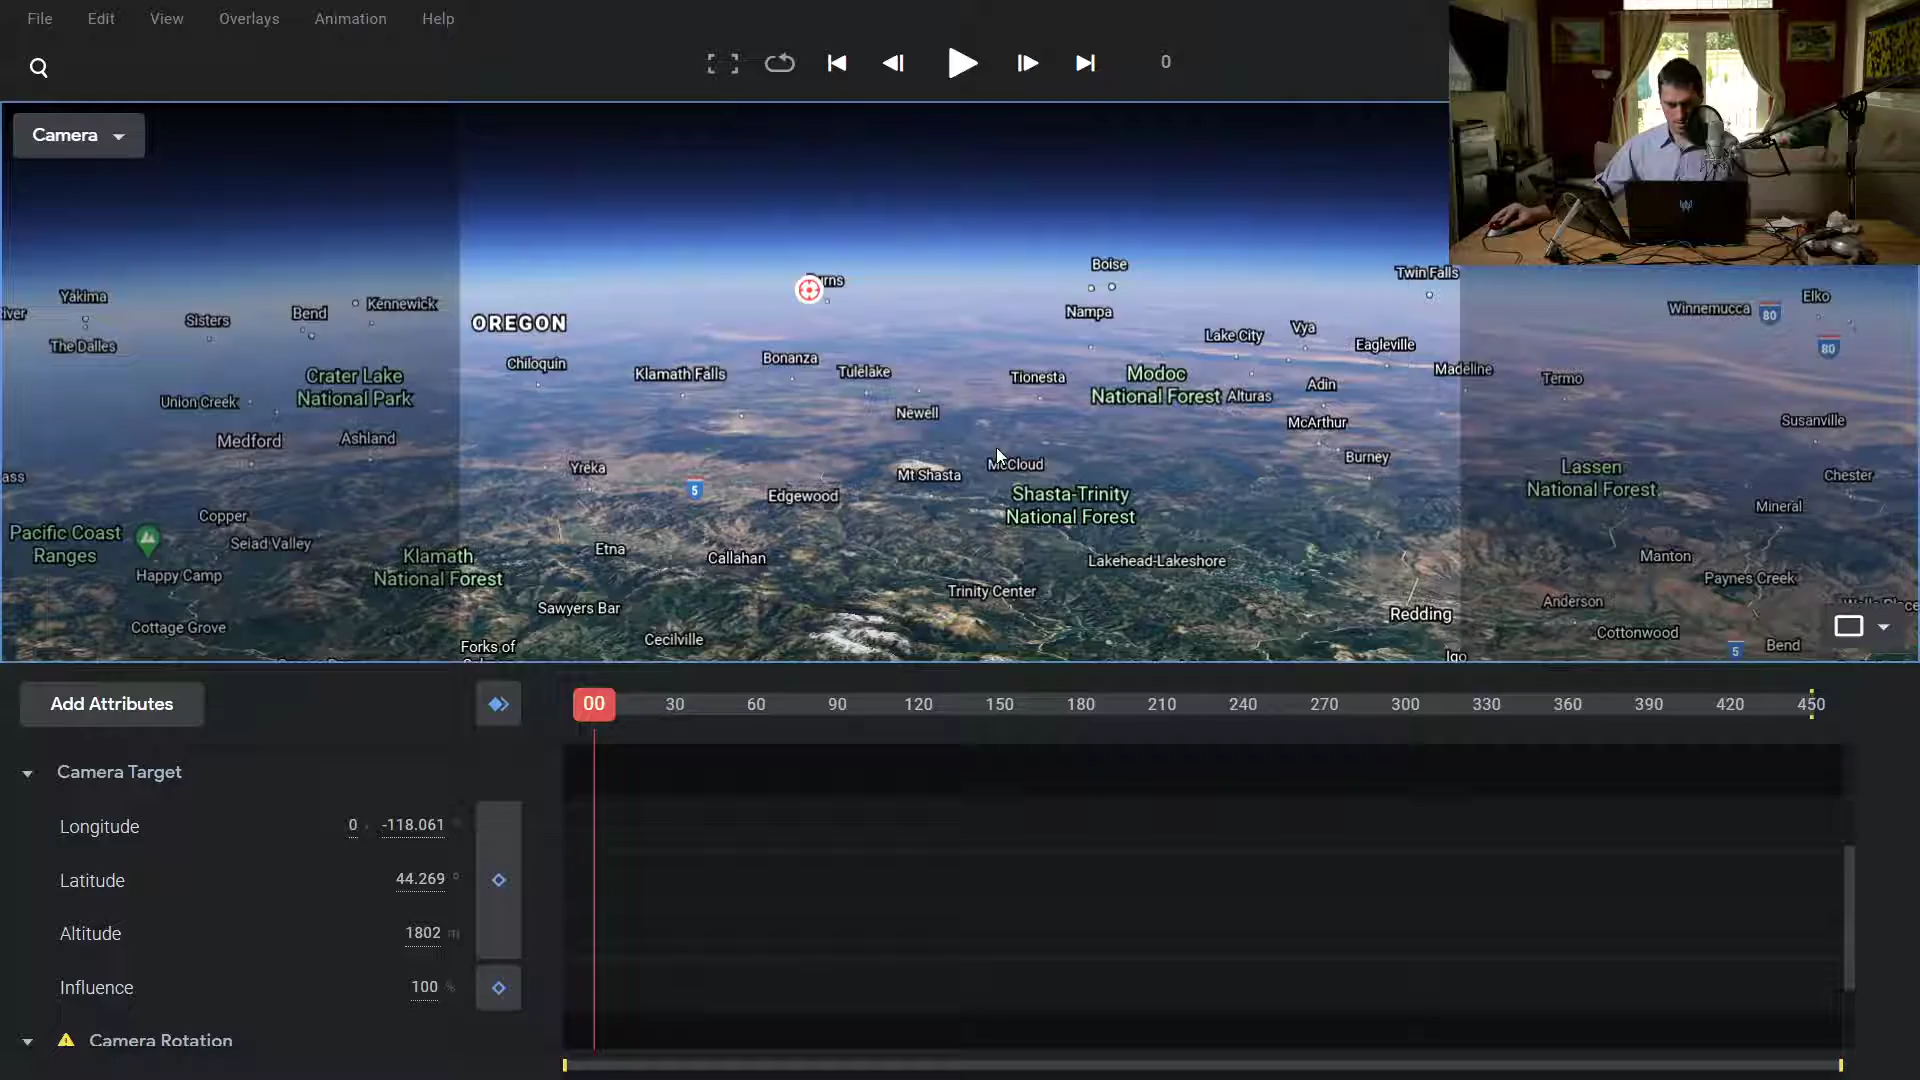 File Edit View Overlays Animation Help
0
Camera
Boise
Twin Falls
Yakima
Kennewick
Elko
Winnemucca
80
Sisters
Bend
OREGON
Nampa
Lake City
Vya
Eagleville
80
The Dalles
Chiloquin
Klamath Falls
Bonanza
Tulelake
Tionesta
Modoc
National Forest
Alturas
Adin
Madeline
Termo
Crater Lake
National Park
Union Creek
Newell
McArthur
Susanville
Medford
Ashland
Yreka
5
Mt Shasta
McCloud
Burney
Lassen
National Forest
Chester
Edgewood
Shasta-Trinity
National Forest
Mineral
Copper
Seiad Valley
Pacific Coast
Ranges
Happy Camp
Klamath
National Forest
Etna
Callahan
Lakehead-Lakeshore
Manton
Paynes Creek
Trinity Center
Sawyers Bar
Redding
Anderson
Cottage Grove
Cecilville
Cottonwood
Forks of
5
Bend
Igo
Add Attributes
00 30 60 90 120 150 180 210 240 270 300 330 360 390 420 450
Camera Target
Longitude 0 -118.061 °
Latitude 44.269 °
Altitude 1802 m
Influence 100 %
Camera Rotation